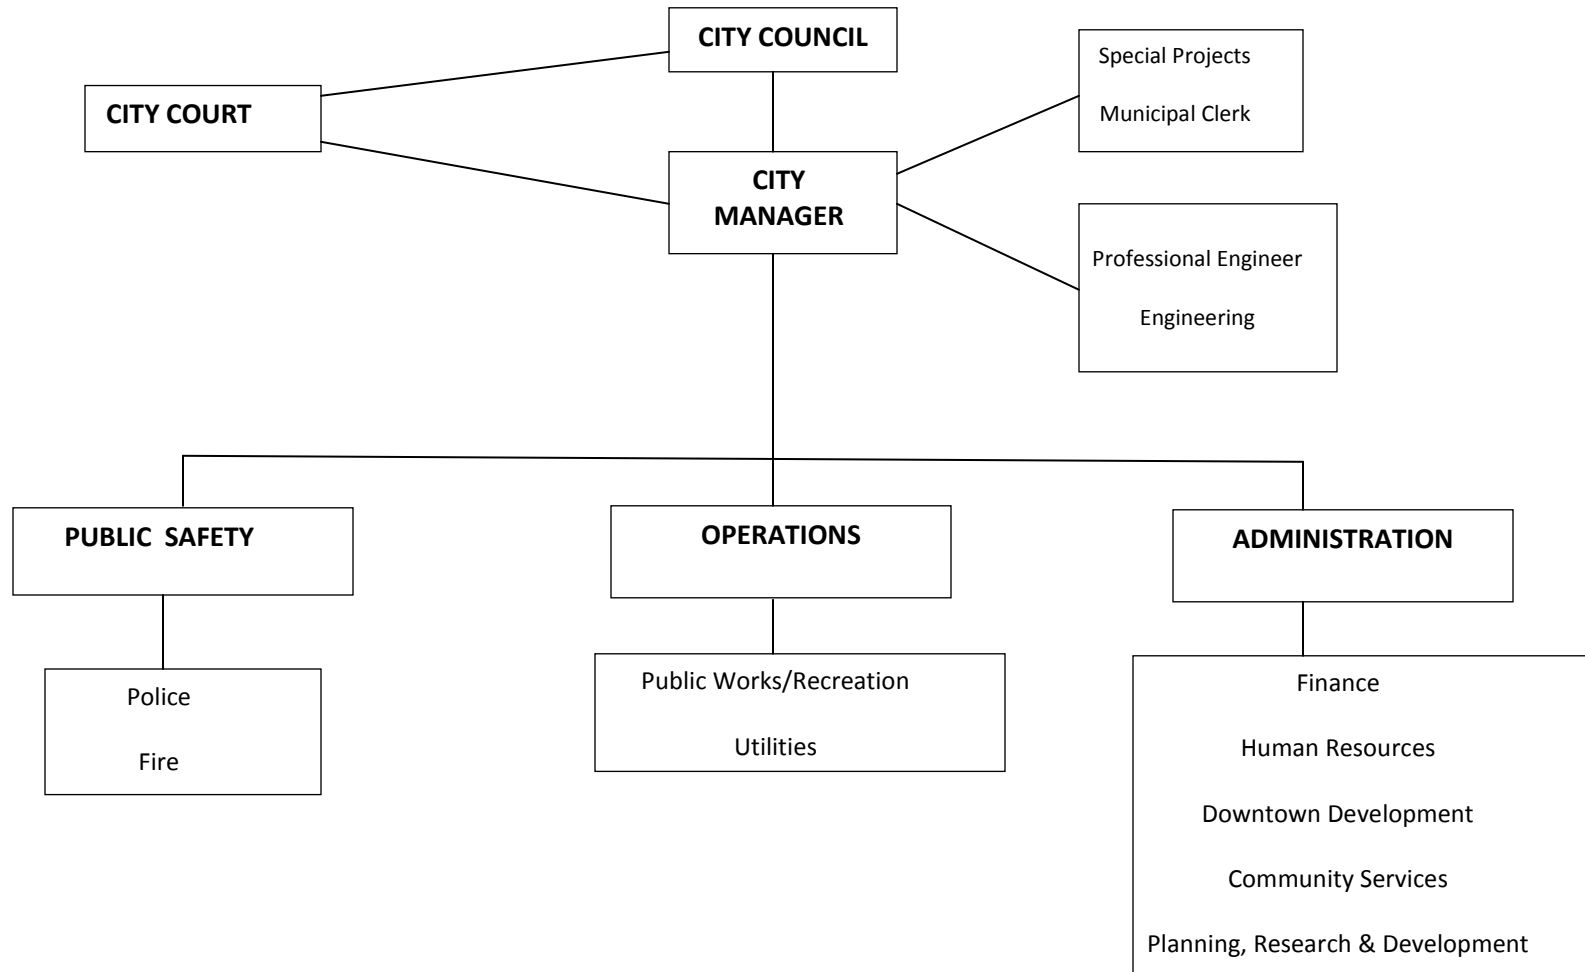 CITY COUNCIL
CITY COURT
Special Projects
Municipal Clerk
CITY
MANAGER
Professional Engineer
Engineering
PUBLIC SAFETY
OPERATIONS
ADMINISTRATION
Police
Fire
Public Works/Recreation
Utilities
Finance
Human Resources
Downtown Development
Community Services
Planning, Research & Development